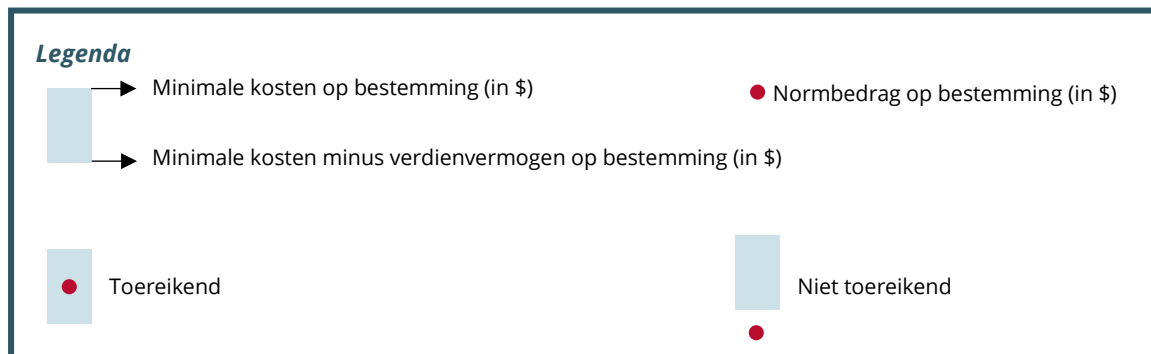 Legenda
Minimale kosten op bestemming (in $)
Normbedrag op bestemming (in $)
Minimale kosten minus verdienvermogen op bestemming (in $)
Toereikend
Niet toereikend